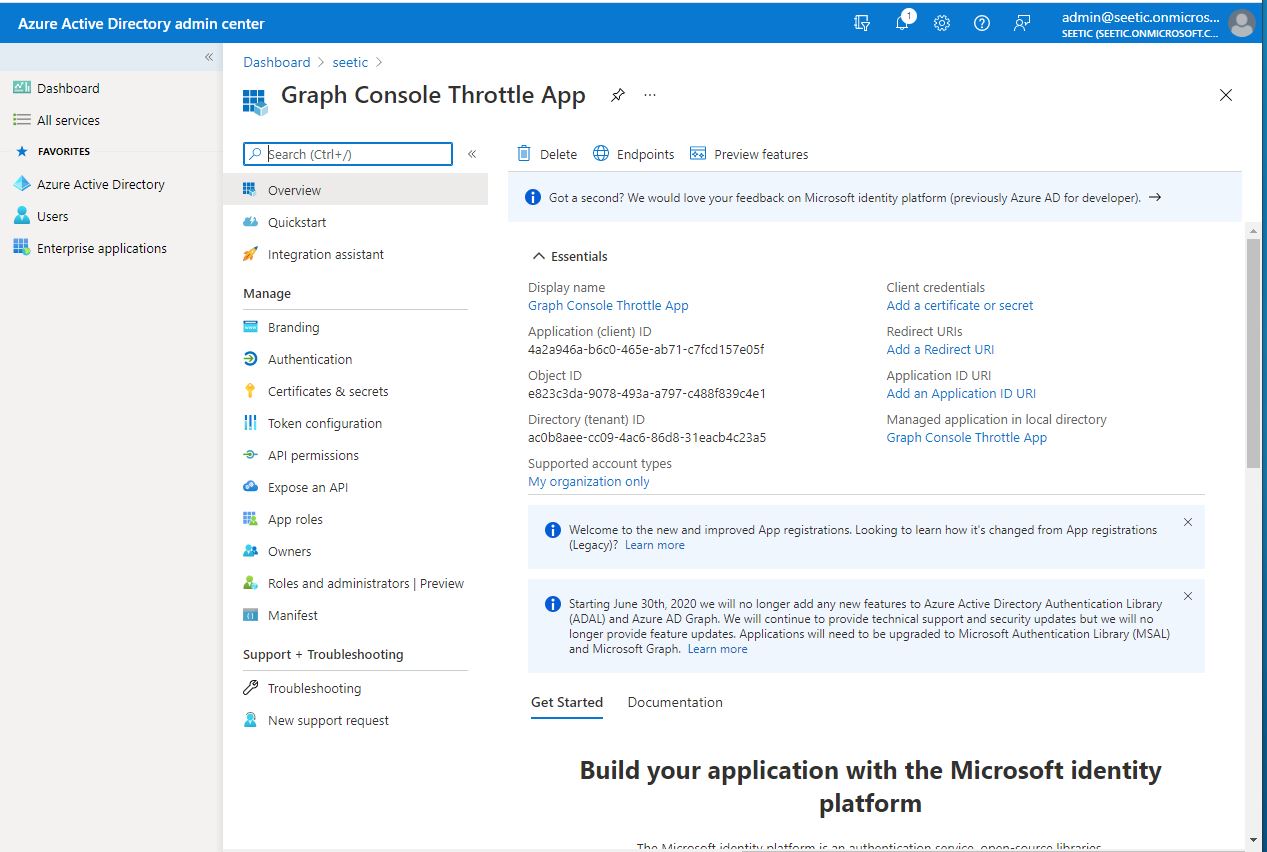 Azure Active Directory admin center
1
admin@seetic.onmicros...
SEETIC (SEETIC.ONMICROSOFT.C...
Dashboard
All services
FAVORITES
Azure Active Directory
Users
Enterprise applications
Dashboard > seetic >
Graph Console Throttle App
Search (Ctrl+/)
Overview
Quickstart
Integration assistant
Manage
Branding
Authentication
Certificates & secrets
Token configuration
API permissions
Expose an API
App roles
Owners
Roles and administrators | Preview
Manifest
Support + Troubleshooting
Troubleshooting
New support request
Delete Endpoints Preview features
Got a second? We would love your feedback on Microsoft identity platform (previously Azure AD for developer). →
Essentials
Display name
Graph Console Throttle App
Application (client) ID
4a2a946a-b6c0-465e-ab71-c7fcd157e05f
Object ID
e823c3da-9078-493a-a797-c488f839c4e1
Directory (tenant) ID
ac0b8aee-cc09-4ac6-86d8-31eacb4c23a5
Supported account types
My organization only
Client credentials
Add a certificate or secret
Redirect URIs
Add a Redirect URI
Application ID URI
Add an Application ID URI
Managed application in local directory
Graph Console Throttle App
Welcome to the new and improved App registrations. Looking to learn how it's changed from App registrations
(Legacy)? Learn more
Starting June 30th, 2020 we will no longer add any new features to Azure Active Directory Authentication Library
(ADAL) and Azure AD Graph. We will continue to provide technical support and security updates but we will no
longer provide feature updates. Applications will need to be upgraded to Microsoft Authentication Library (MSAL)
and Microsoft Graph. Learn more
Get Started Documentation
Build your application with the Microsoft identity
platform
The Microsoft identity platform is an authentication service, open-source libraries,